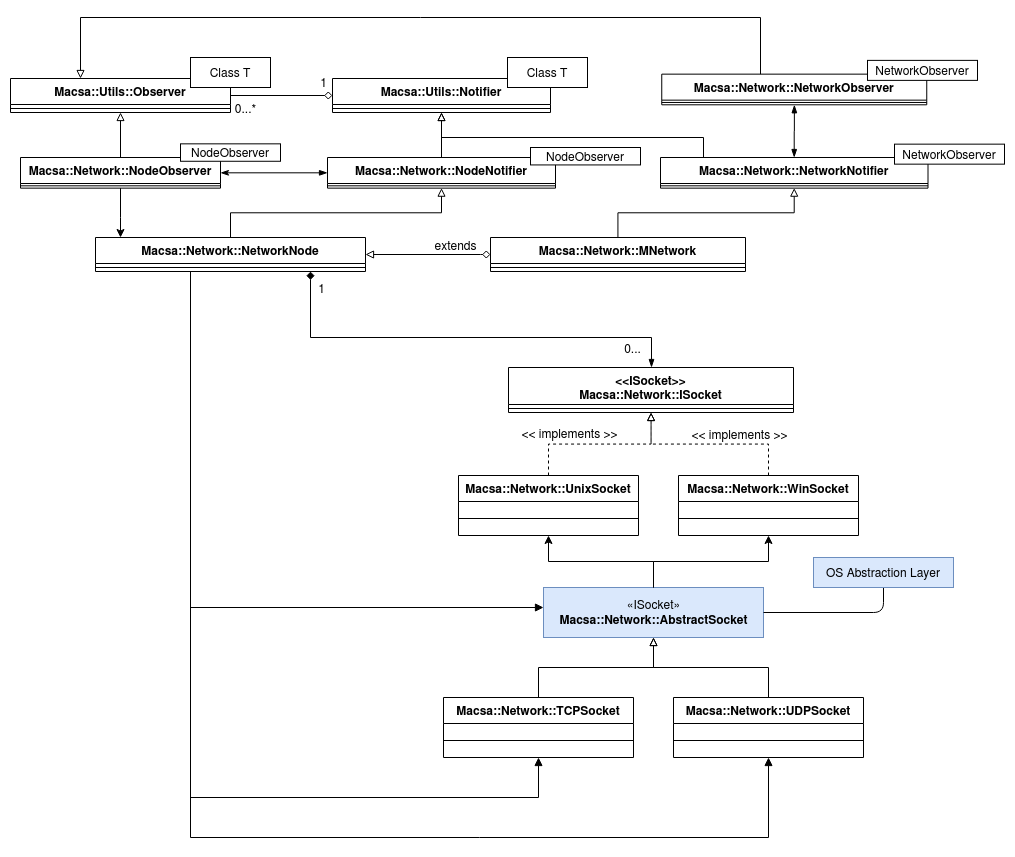 Class T
Class T
NetworkObserver
Macsa::Utils::Observer
1
Macsa::Utils::Notifier
Macsa::Network::NetworkObserver
0...*
NodeObserver
NodeObserver
NetworkObserver
Macsa::Network::NodeObserver
Macsa::Network::NodeNotifier
Macsa::Network::NetworkNotifier
Macsa::Network::NetworkNode
extends
Macsa::Network::MNetwork
1
0...
<<ISocket>>
Macsa::Network::ISocket
<< implements >>
<< implements >>
Macsa::Network::UnixSocket
Macsa::Network::WinSocket
OS Abstraction Layer
«ISocket»
Macsa::Network::AbstractSocket
Macsa::Network::TCPSocket
Macsa::Network::UDPSocket